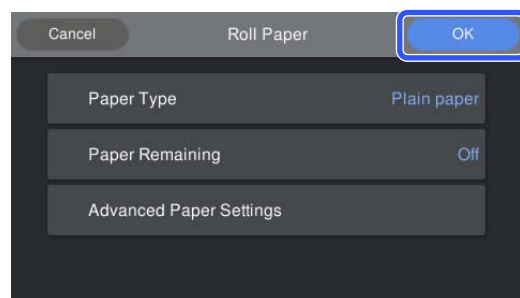 Cancel Roll Paper OK
Paper Type Plain paper
Paper Remaining Off
Advanced Paper Settings